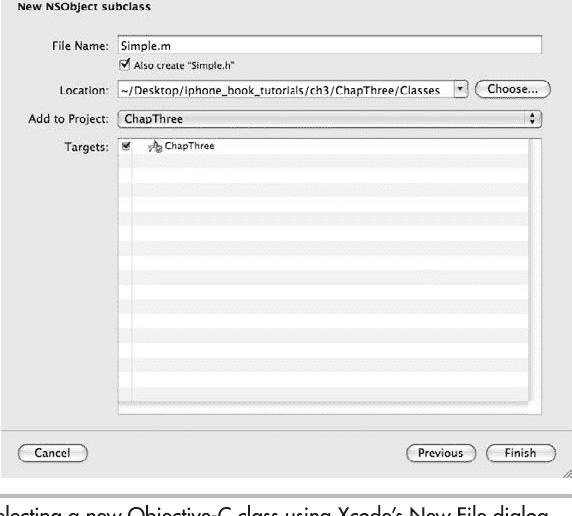 New NSObject subclass
File Name: Simple.m
Also create "Simple.h"
Location: ~/Desktop/iphone_book_tutorials/ch3/ChapThree/Classes Choose...
Add to Project: ChapThree
Targets: ChapThree
Cancel Previous Finish
electing a new Objective-C class using Xcode's New File dialog